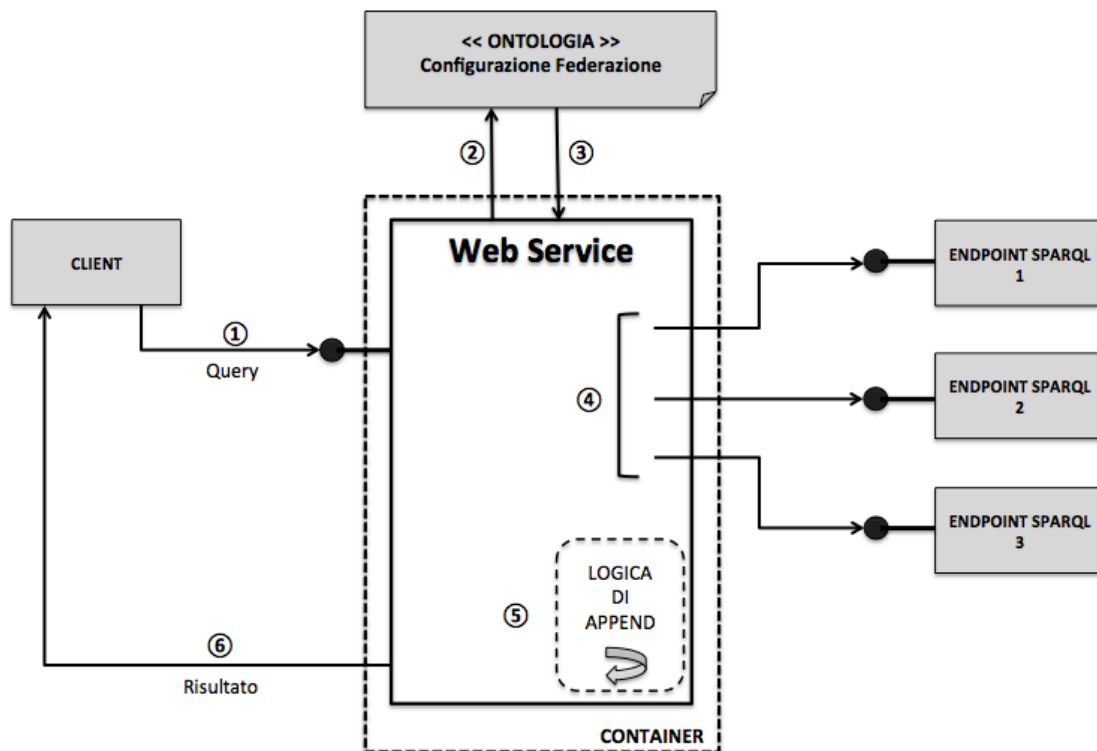 << ONTOLOGIA >>
Configurazione Federazione
②
③
CLIENT
Web Service
ENDPOINT SPARQL
1
①
Query
④
ENDPOINT SPARQL
2
ENDPOINT SPARQL
3
LOGICA
DI
APPEND
⑤
⑥
Risultato
CONTAINER